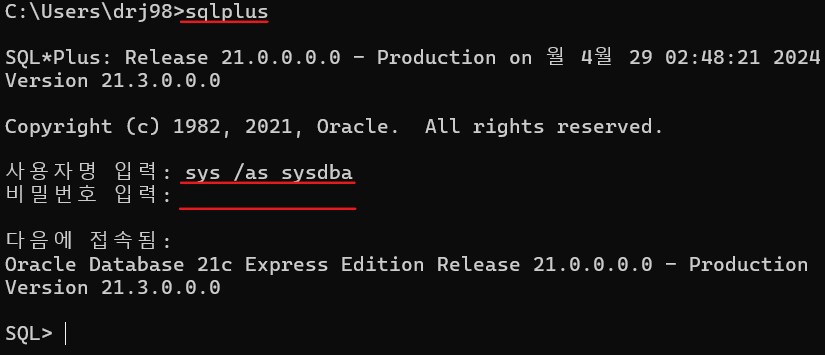 C:\Users\drj98>sqlplus
SQL*Plus: Release 21.0.0.0.0 - Production on 월 4월 29 02:48:21 2024
Version 21.3.0.0.0
Copyright (c) 1982, 2021, Oracle.  All rights reserved.
사용자명 입력: sys /as sysdba
비밀번호 입력:
다음에 접속됨:
Oracle Database 21c Express Edition Release 21.0.0.0.0 - Production
Version 21.3.0.0.0
SQL>